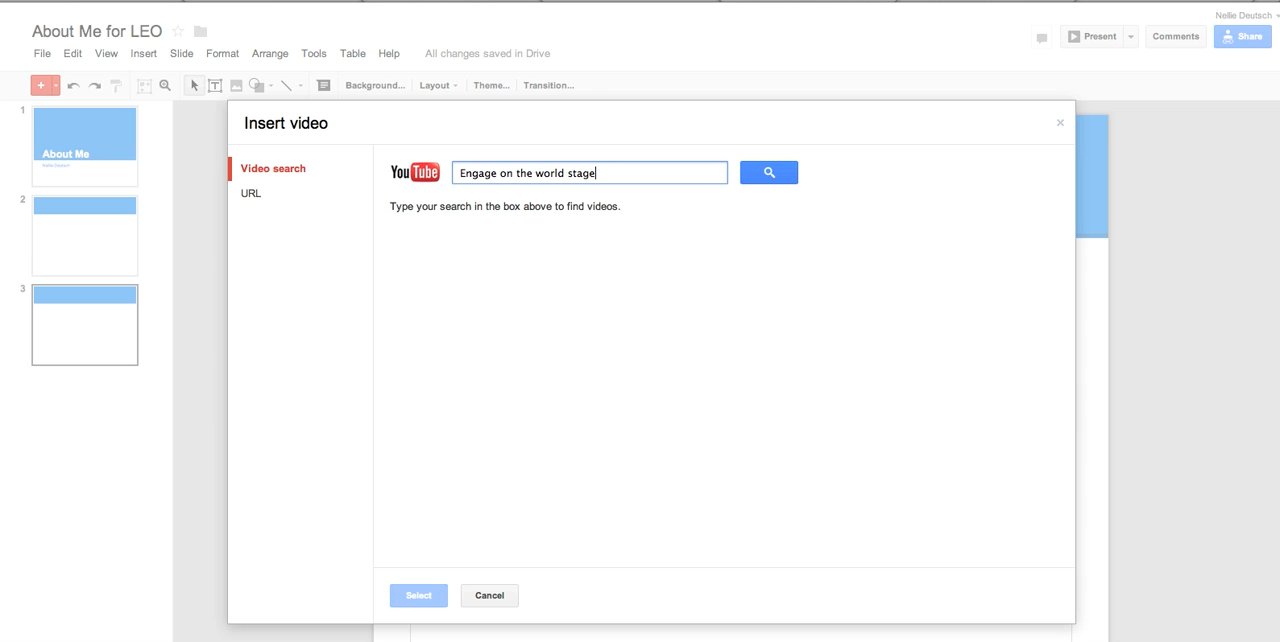 Nellie Deutsch
About Me for LEO
File Edit View Insert Slide Format Arrange Tools Table Help All changes saved in Drive
Present Comments Share
Background... Layout Theme... Transition...
1
About Me
Nellie Deutsch
2
3
Insert video
Video search
URL
YouTube Engage on the world stage
Type your search in the box above to find videos.
Select Cancel